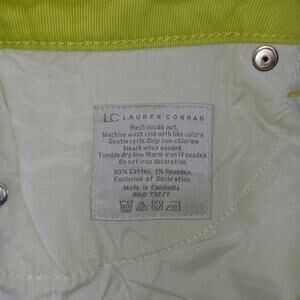 LC LAUREN CONRAD
Wash inside out.
Machine wash cold with like colors.
Gentle cycle. Only non-chlorine
bleach when needed.
Tumble dry low. Warm iron if needed.
Do not iron decoration.
99% Cotton, 1% Spandex
Exclusive of Decoration
Made in Cambodia
RN# 73277